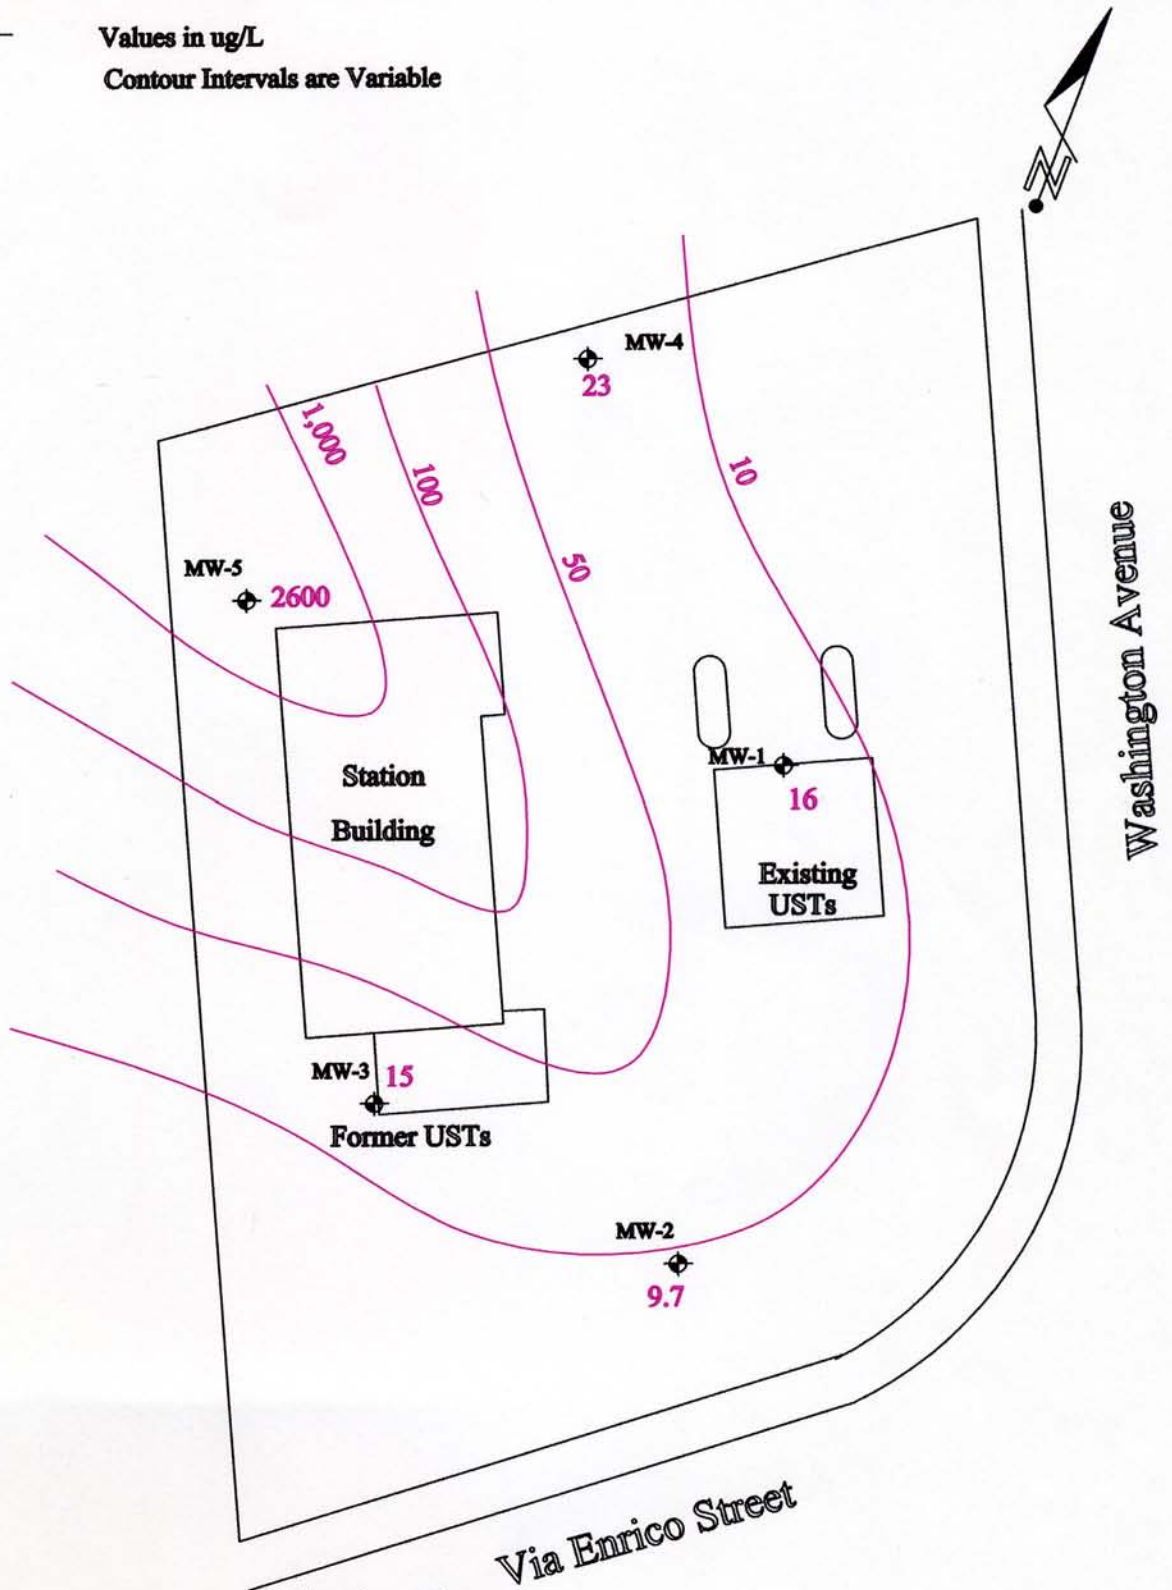 Values in ug/L
Contour Intervals are Variable
N
MW-4
23
1,000
100
10
50
MW-5
2600
Washington Avenue
MW-1
16
Station
Building
Existing
USTs
MW-3
15
Former USTs
MW-2
9.7
Via Enrico Street